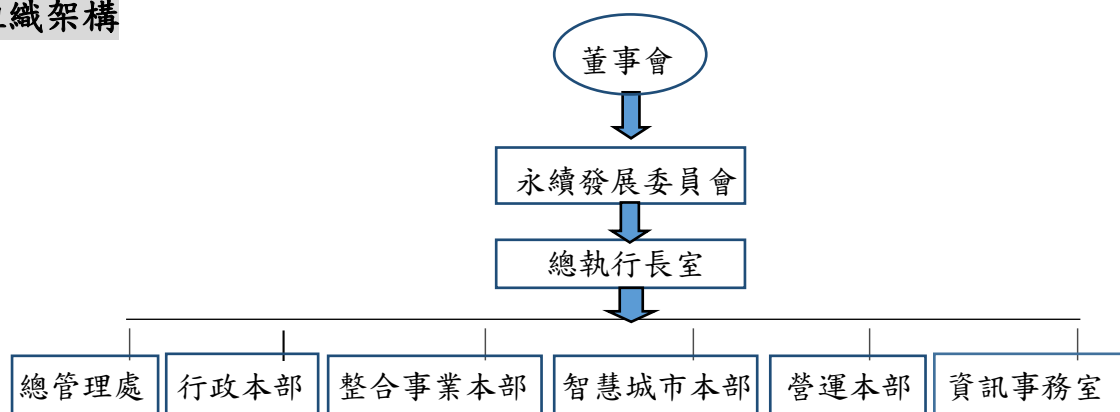 織架構
董事會
永續發展委員會
總執行長室
總管理處 行政本部 整合事業本部 智慧城市本部 營運本部 資訊事務室